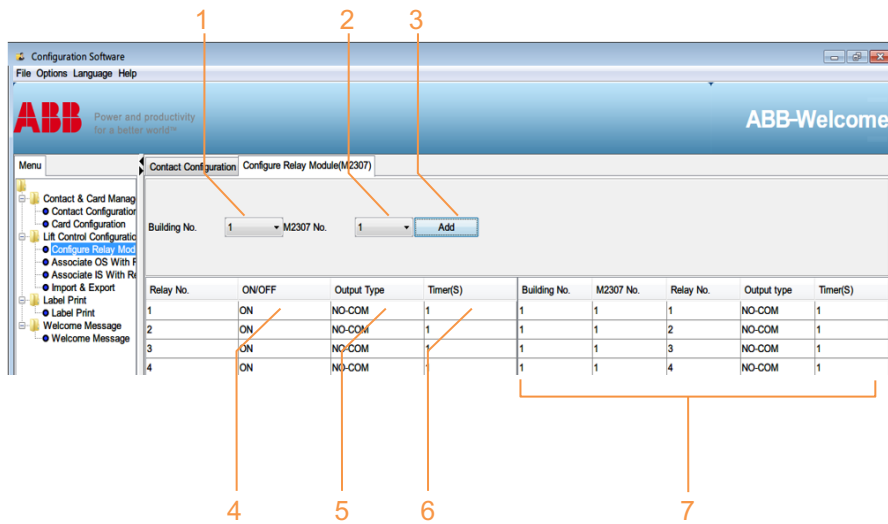 1 2 3
Configuration Software
File Options Language Help
ABB Power and productivity
for a better world™
ABB-Welcome
Menu Contact Configuration Configure Relay Module(M2307)
Contact & Card Manag
Contact Configuration
Card Configuration
Lift Control Configuratic
Configure Relay Mod
Associate OS With F
Associate IS With Re
Import & Export
Label Print
Label Print
Welcome Message
Welcome Message
Building No. 1 M2307 No. 1 Add
Relay No. ON/OFF Output Type Timer(S) Building No. M2307 No. Relay No. Output type Timer(S)
1 ON NO-COM 1 1 1 1 NO-COM 1
2 ON NO-COM 1 1 1 2 NO-COM 1
3 ON NO-COM 1 1 1 3 NO-COM 1
4 ON NO-COM 1 1 1 4 NO-COM 1
4 5 6 7